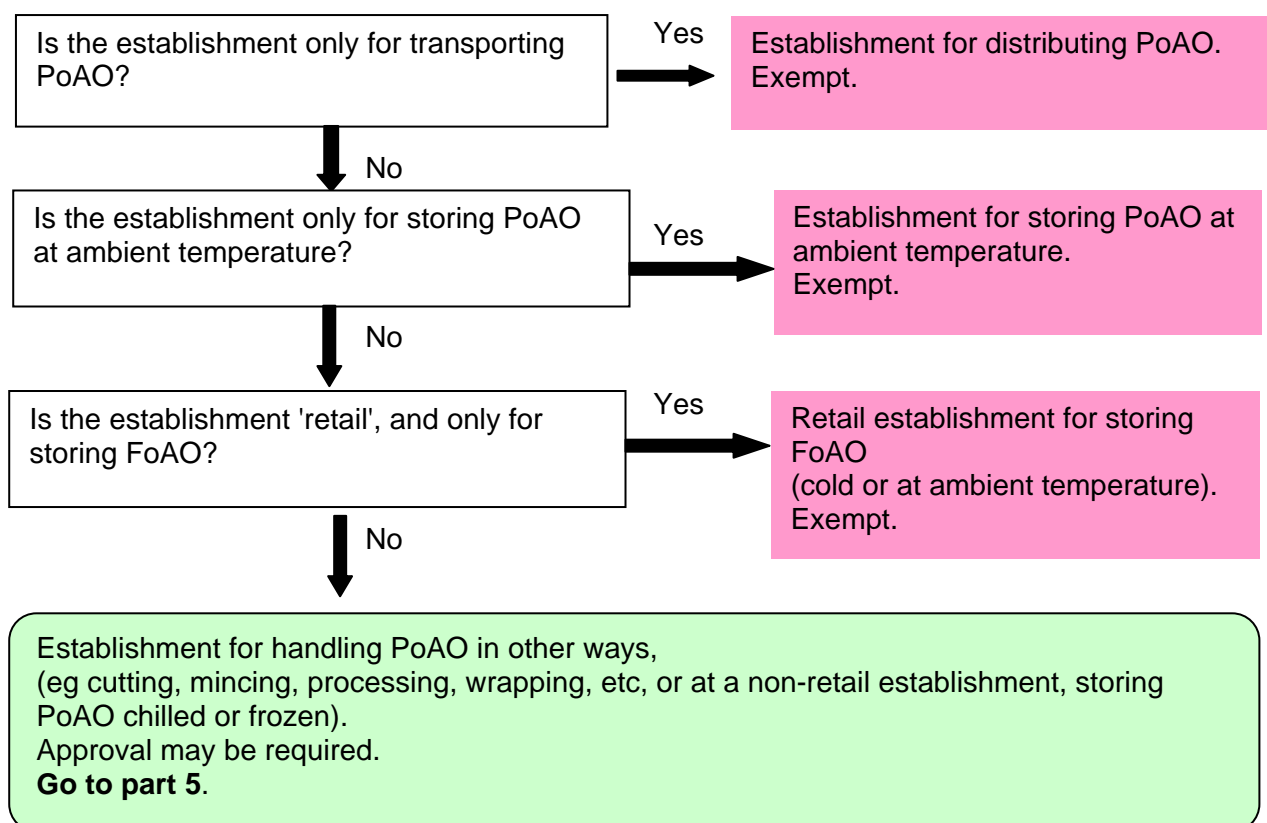 Is the establishment only for transporting
PoAO?
Yes
Establishment for distributing PoAO.
Exempt.
No
Is the establishment only for storing PoAO
at ambient temperature?
Yes
Establishment for storing PoAO at
ambient temperature.
Exempt.
No
Is the establishment 'retail', and only for
storing FoAO?
Yes
Retail establishment for storing
FoAO
(cold or at ambient temperature).
Exempt.
No
Establishment for handling PoAO in other ways,
(eg cutting, mincing, processing, wrapping, etc, or at a non-retail establishment, storing
PoAO chilled or frozen).
Approval may be required.
Go to part 5.